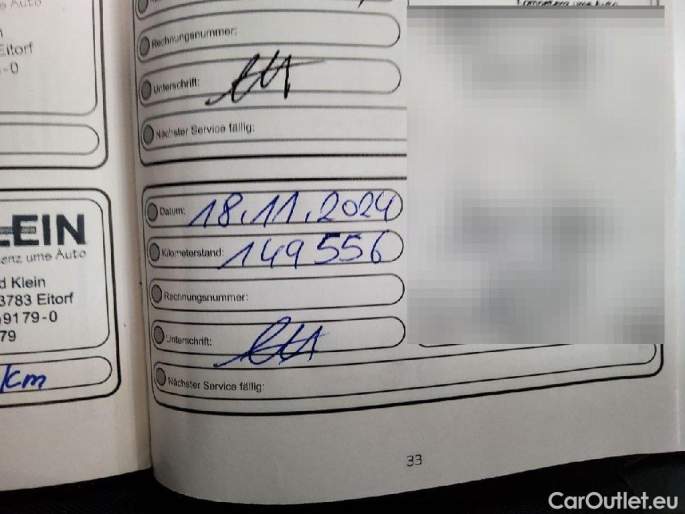 Auto
Eitorf
-0
Rechnungsnummer:
Unterschrift:
Nächster Service fällig:
LEIN
enz ums Auto
d Klein
3783 Eitorf
9179-0
79
km
Datum: 18.11.2024
Kilometerstand: 149556
Rechnungsnummer:
Unterschrift:
Nächster Service fällig:
33
CarOutlet.eu